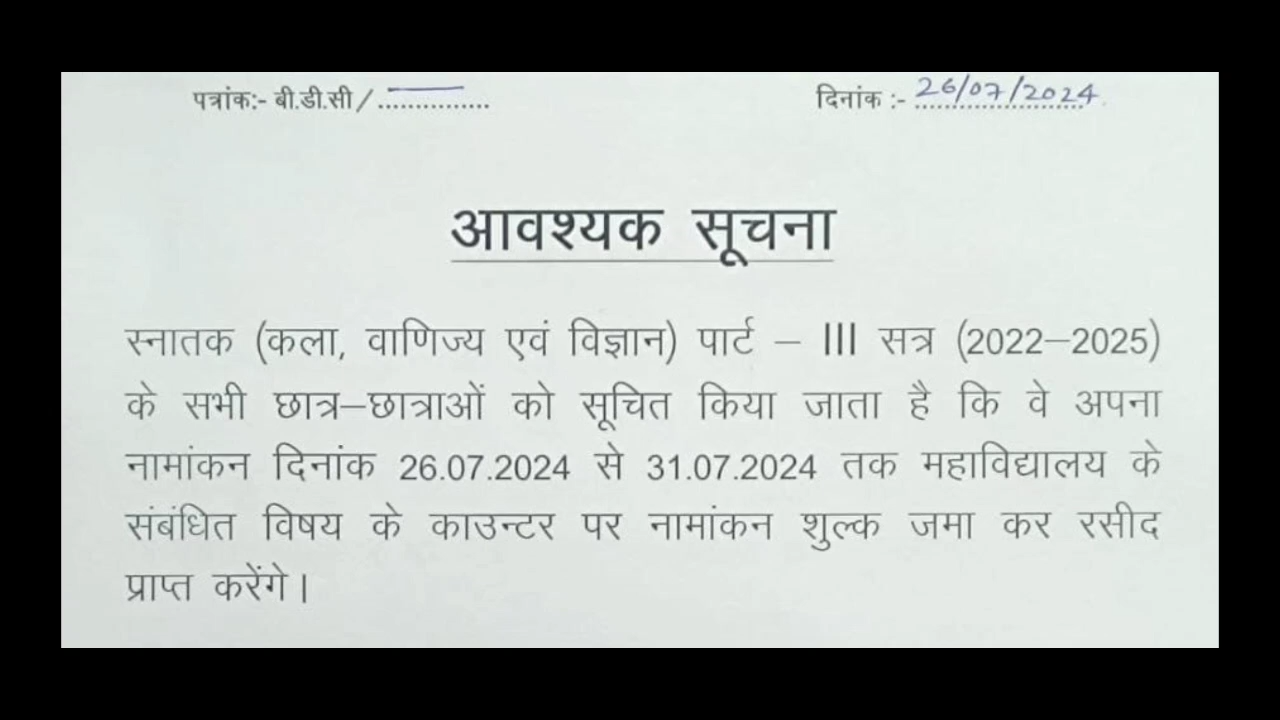 पत्रांक:- बी.डी.सी/ ............... दिनांक :- 26/07/2024
आवश्यक सूचना
स्नातक (कला, वाणिज्य एवं विज्ञान) पार्ट – III सत्र (2022–2025)
के सभी छात्र–छात्राओं को सूचित किया जाता है कि वे अपना
नामांकन दिनांक 26.07.2024 से 31.07.2024 तक महाविद्यालय के
संबंधित विषय के काउन्टर पर नामांकन शुल्क जमा कर रसीद
प्राप्त करेंगे।